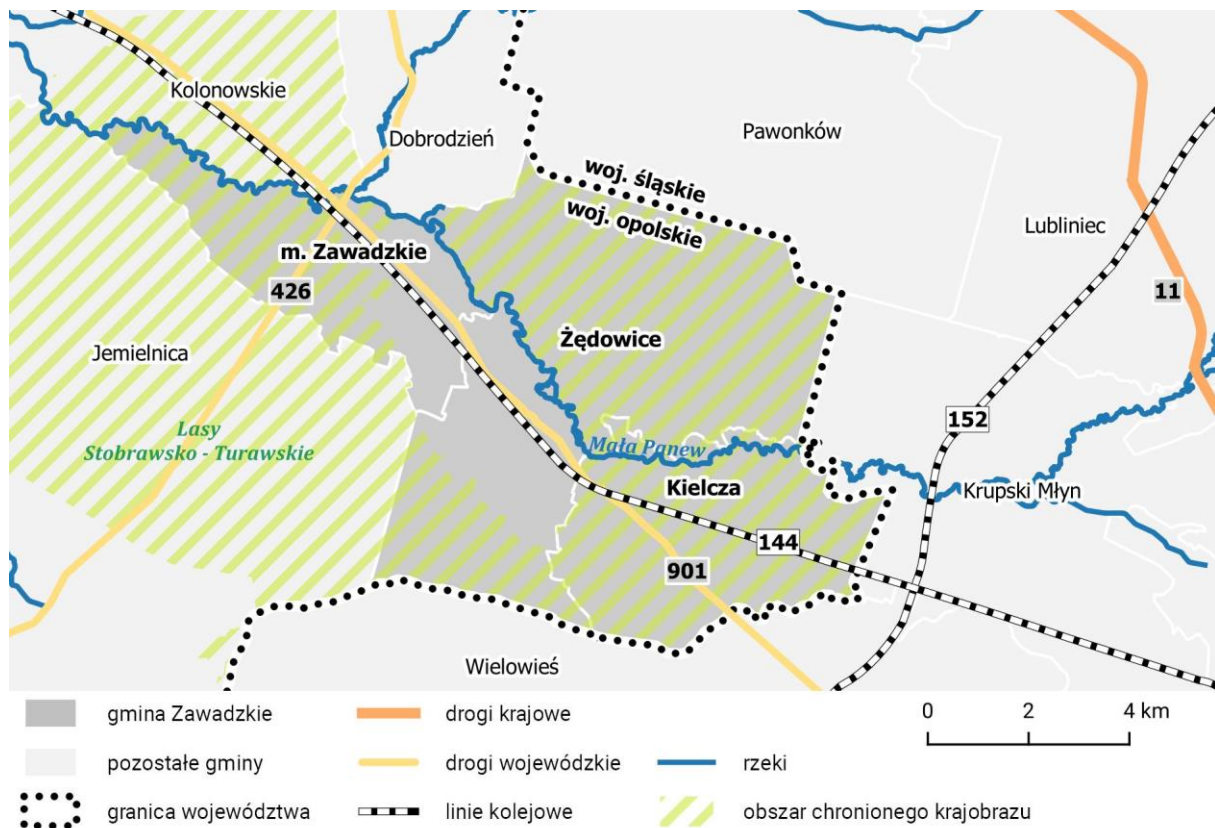 Kolonowskie
Dobrodzień
Pawonków
woj. śląskie
woj. opolskie
Lubliniec
m. Zawadzkie
426
11
Żędowice
Jemielnica
152
Lasy
Stobrawsko - Turawskie
Mała Panew
Kielcza
Krupski Młyn
144
901
Wielowieś
gmina Zawadzkie
drogi krajowe
0 2 4 km
pozostałe gminy
drogi wojewódzkie
rzeki
granica województwa
linie kolejowe
obszar chronionego krajobrazu